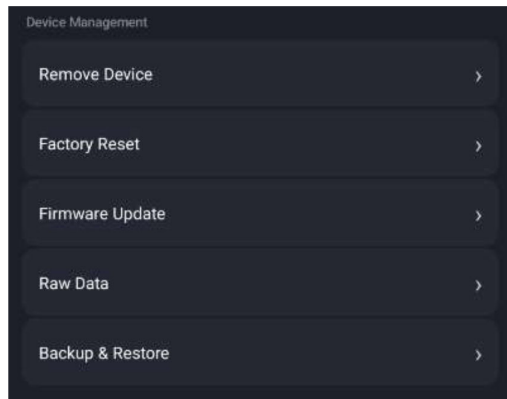 Device Management
Remove Device
Factory Reset
Firmware Update
Raw Data
Backup & Restore